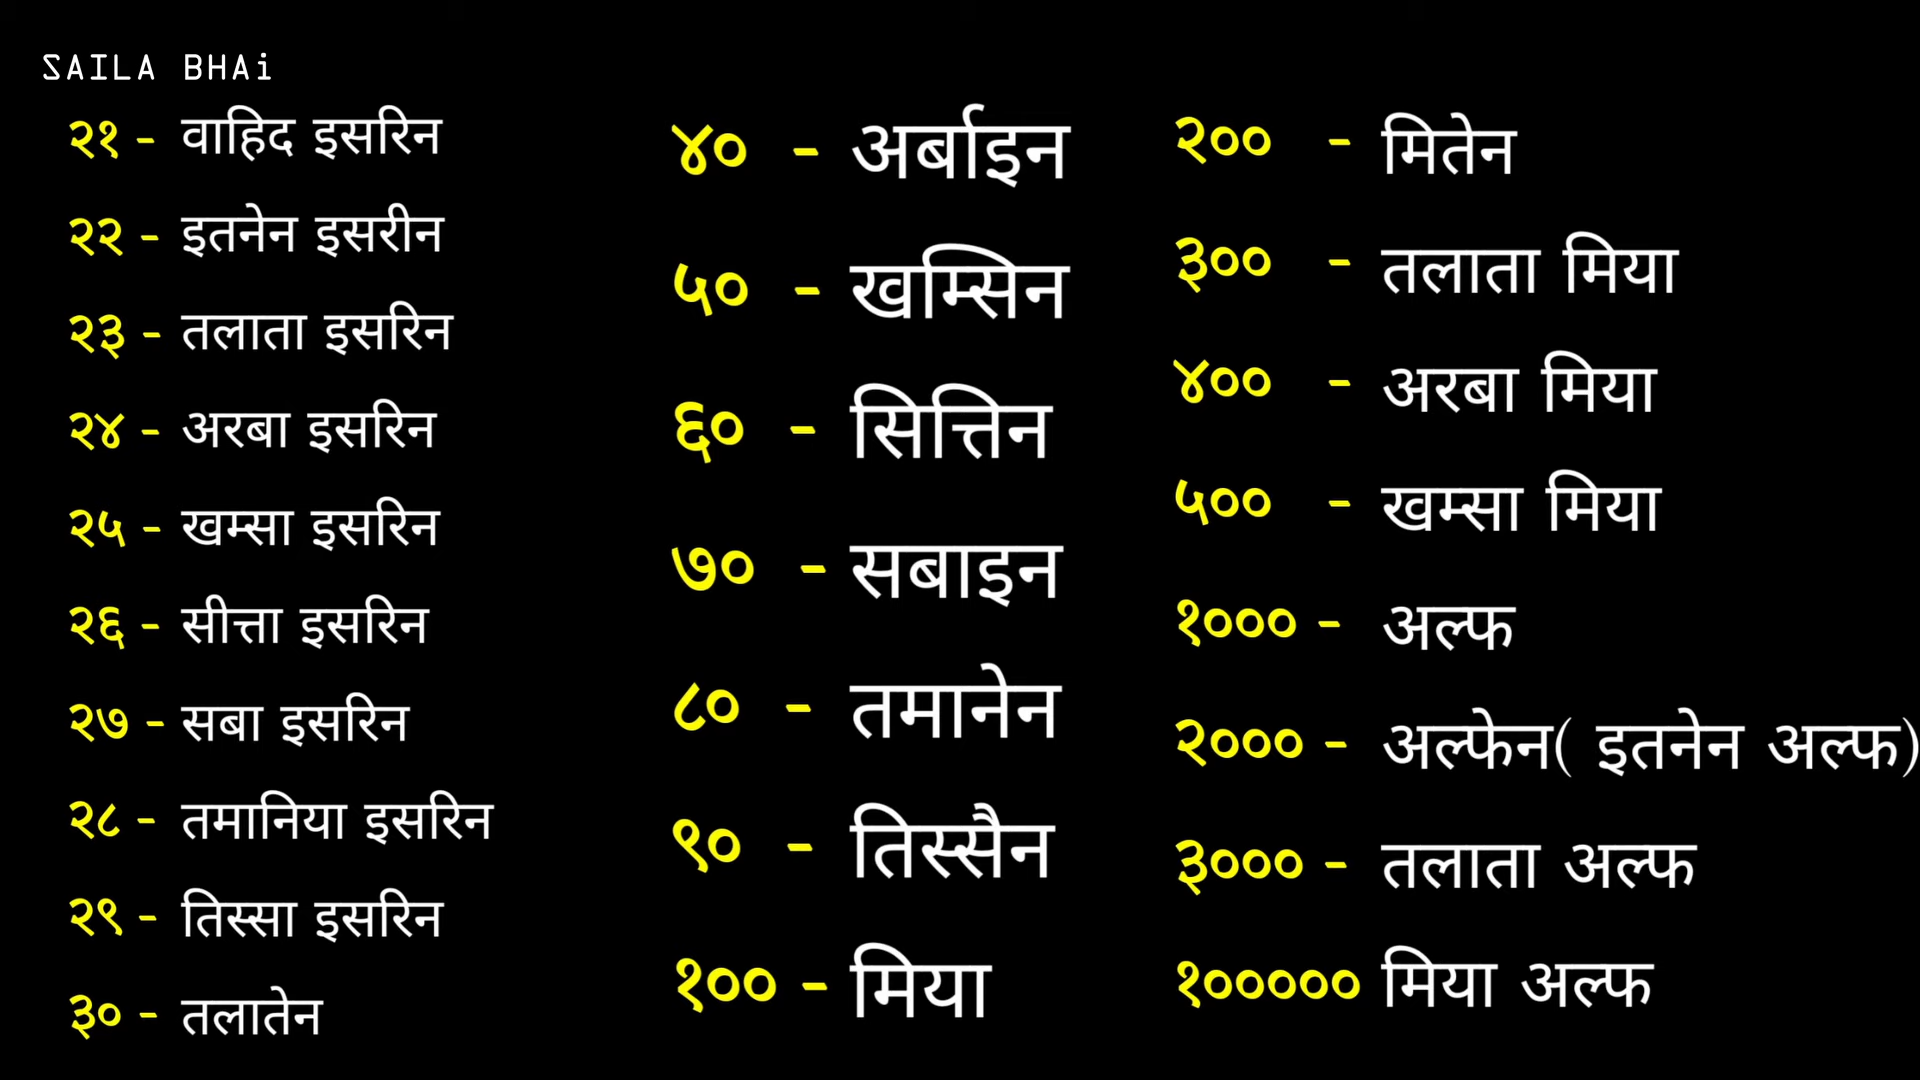 SAILA BHAi
२१ - वाहिद इसरिन
२२ - इतनेन इसरीन
२३ - तलाता इसरिन
२४ - अरबा इसरिन
२५ - खम्सा इसरिन
२६ - सीत्ता इसरिन
२७ - सबा इसरिन
२८ - तमानिया इसरिन
२९ - तिस्सा इसरिन
३० - तलातेन
४० - अर्बाइन
५० - खम्सिन
६० - सित्तिन
७० - सबाइन
८० - तमानेन
९० - तिस्सैन
१०० - मिया
२०० - मितेन
३०० - तलाता मिया
४०० - अरबा मिया
५०० - खम्सा मिया
१००० - अल्फ
२००० - अल्फेन( इतनेन अल्फ)
३००० - तलाता अल्फ
१००००० मिया अल्फ